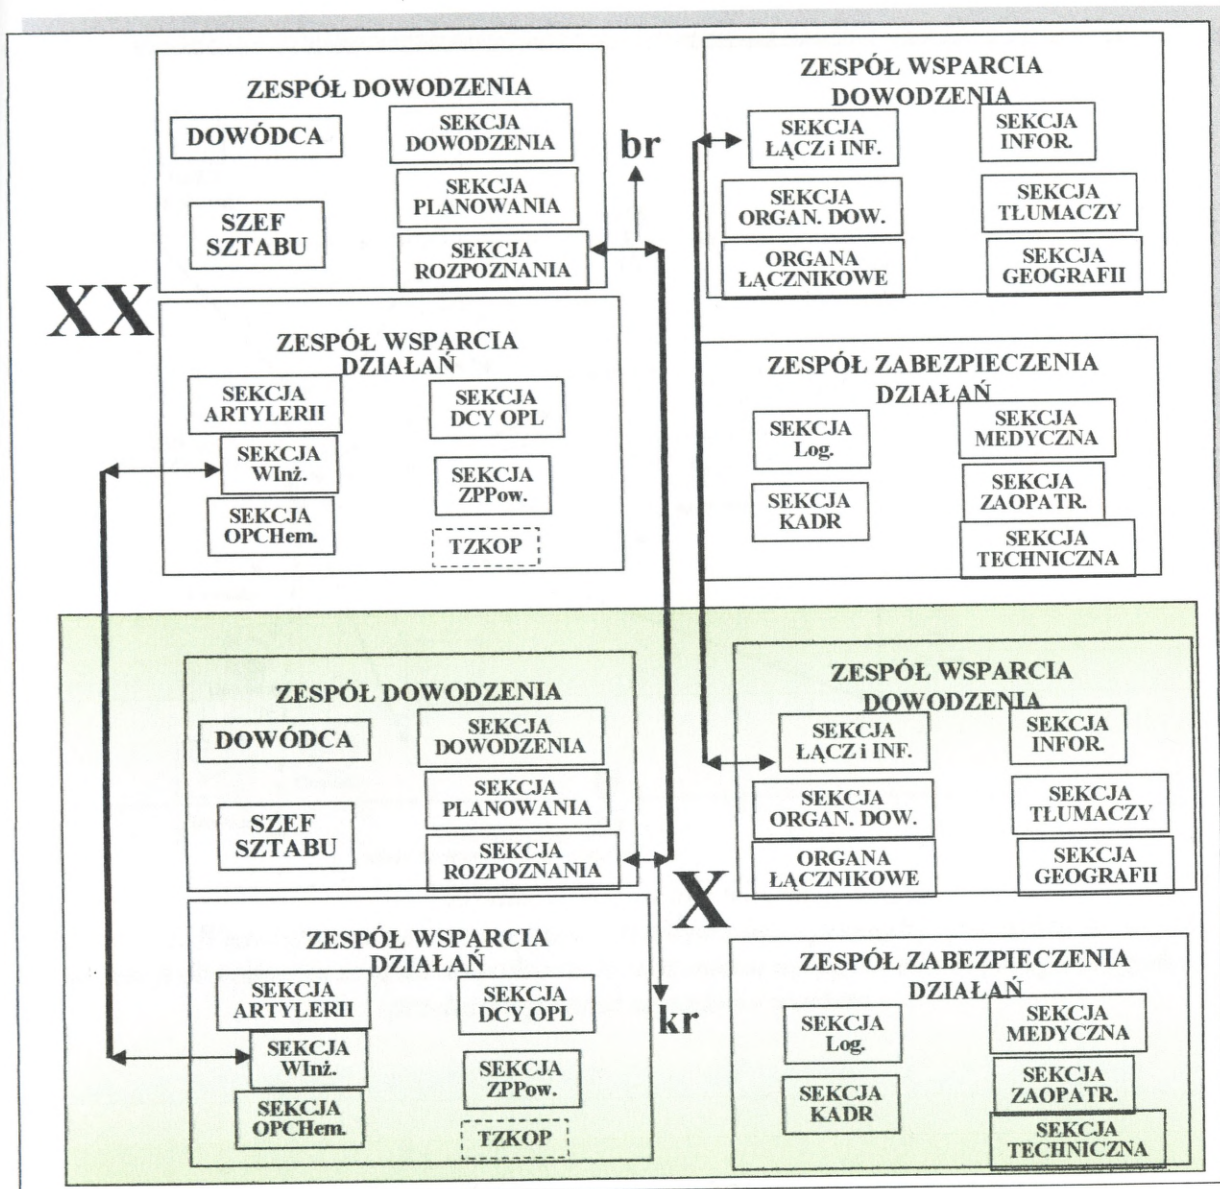 ZESPÓŁ DOWODZENIA
DOWÓDCA
SEKCJA
DOWODZENIA
SEKCJA
PLANOWANIA
SZEF
SZTABU
SEKCJA
ROZPOZNANIA
br
ZESPÓŁ WSPARCIA
DOWODZENIA
SEKCJA
ŁĄCZ i INF.
SEKCJA
INFOR.
SEKCJA
ORGAN. DOW.
SEKCJA
TŁUMACZY
ORGANA
ŁĄCZNIKOWE
SEKCJA
GEOGRAFII
XX
ZESPÓŁ WSPARCIA
DZIAŁAŃ
SEKCJA
ARTYLERII
SEKCJA
DCY OPL
SEKCJA
WInż.
SEKCJA
ZPPow.
SEKCJA
OPCHem.
TZKOP
ZESPÓŁ ZABEZPIECZENIA
DZIAŁAŃ
SEKCJA
Log.
SEKCJA
MEDYCZNA
SEKCJA
KADR
SEKCJA
ZAOPATR.
SEKCJA
TECHNICZNA
ZESPÓŁ DOWODZENIA
DOWÓDCA
SEKCJA
DOWODZENIA
SEKCJA
PLANOWANIA
SZEF
SZTABU
SEKCJA
ROZPOZNANIA
ZESPÓŁ WSPARCIA
DOWODZENIA
SEKCJA
ŁĄCZ i INF.
SEKCJA
INFOR.
SEKCJA
ORGAN. DOW.
SEKCJA
TŁUMACZY
ORGANA
ŁĄCZNIKOWE
SEKCJA
GEOGRAFII
X
ZESPÓŁ WSPARCIA
DZIAŁAŃ
SEKCJA
ARTYLERII
SEKCJA
DCY OPL
SEKCJA
WInż.
SEKCJA
ZPPow.
SEKCJA
OPCHem.
TZKOP
kr
ZESPÓŁ ZABEZPIECZENIA
DZIAŁAŃ
SEKCJA
Log.
SEKCJA
MEDYCZNA
SEKCJA
KADR
SEKCJA
ZAOPATR.
SEKCJA
TECHNICZNA